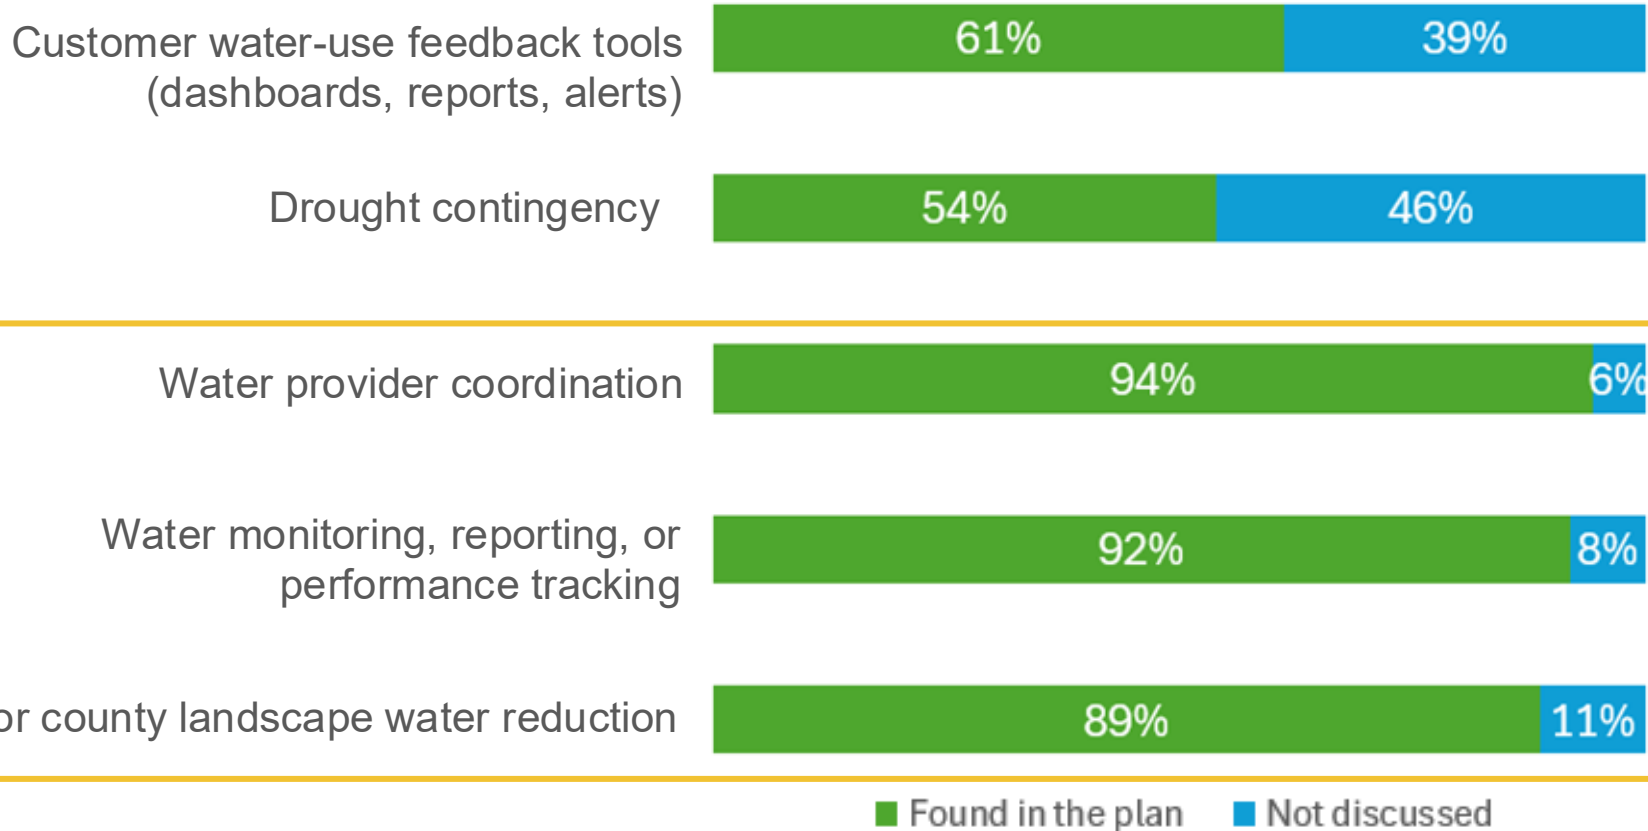 Customer water-use feedback tools
(dashboards, reports, alerts)
61%
39%
Drought contingency
54%
46%
Water provider coordination
94%
6%
Water monitoring, reporting, or
performance tracking
92%
8%
or county landscape water reduction
89%
11%
Found in the plan
Not discussed